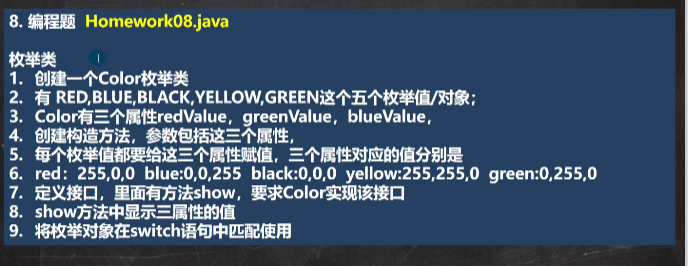 8. 编程题 Homework08.java
枚举类
1. 创建一个Color枚举类
2. 有 RED,BLUE,BLACK,YELLOW,GREEN这个五个枚举值/对象；
3. Color有三个属性redValue，greenValue，blueValue，
4. 创建构造方法，参数包括这三个属性，
5. 每个枚举值都要给这三个属性赋值，三个属性对应的值分别是
6. red：255,0,0 blue:0,0,255 black:0,0,0 yellow:255,255,0 green:0,255,0
7. 定义接口，里面有方法show，要求Color实现该接口
8. show方法中显示三属性的值
9. 将枚举对象在switch语句中匹配使用